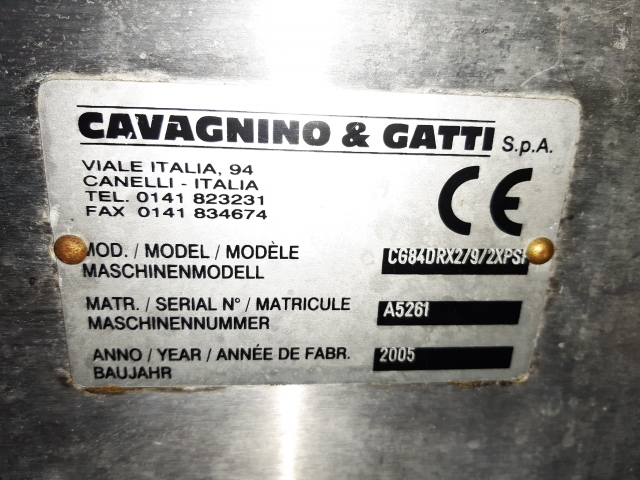 CAVAGNINO & GATTI S.p.A.
VIALE ITALIA, 94
CANELLI - ITALIA
TEL. 0141 823231
FAX 0141 834674
CE
MOD. / MODEL / MODÈLE
MASCHINENMODELL
CG84DRX2/9/2XPSI
MATR. / SERIAL N° / MATRICULE
MASCHINENNUMMER
A5261
ANNO / YEAR / ANNÉE DE FABR.
BAUJAHR
2005